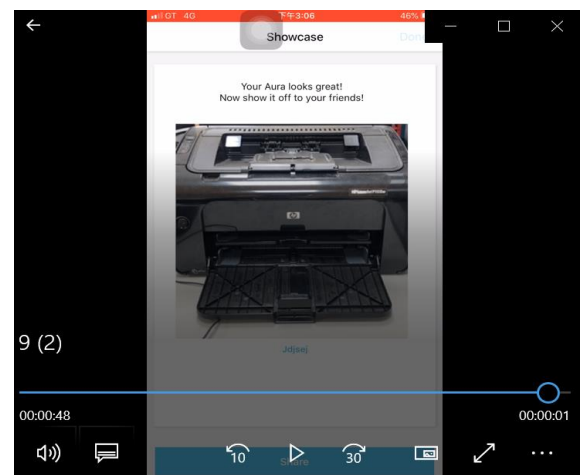 GT 4G 下午3:06 46%
Showcase Done
Your Aura looks great!
Now show it off to your friends!
hp
Jdjsej
9 (2)
00:00:48 00:00:01
10 30
Share